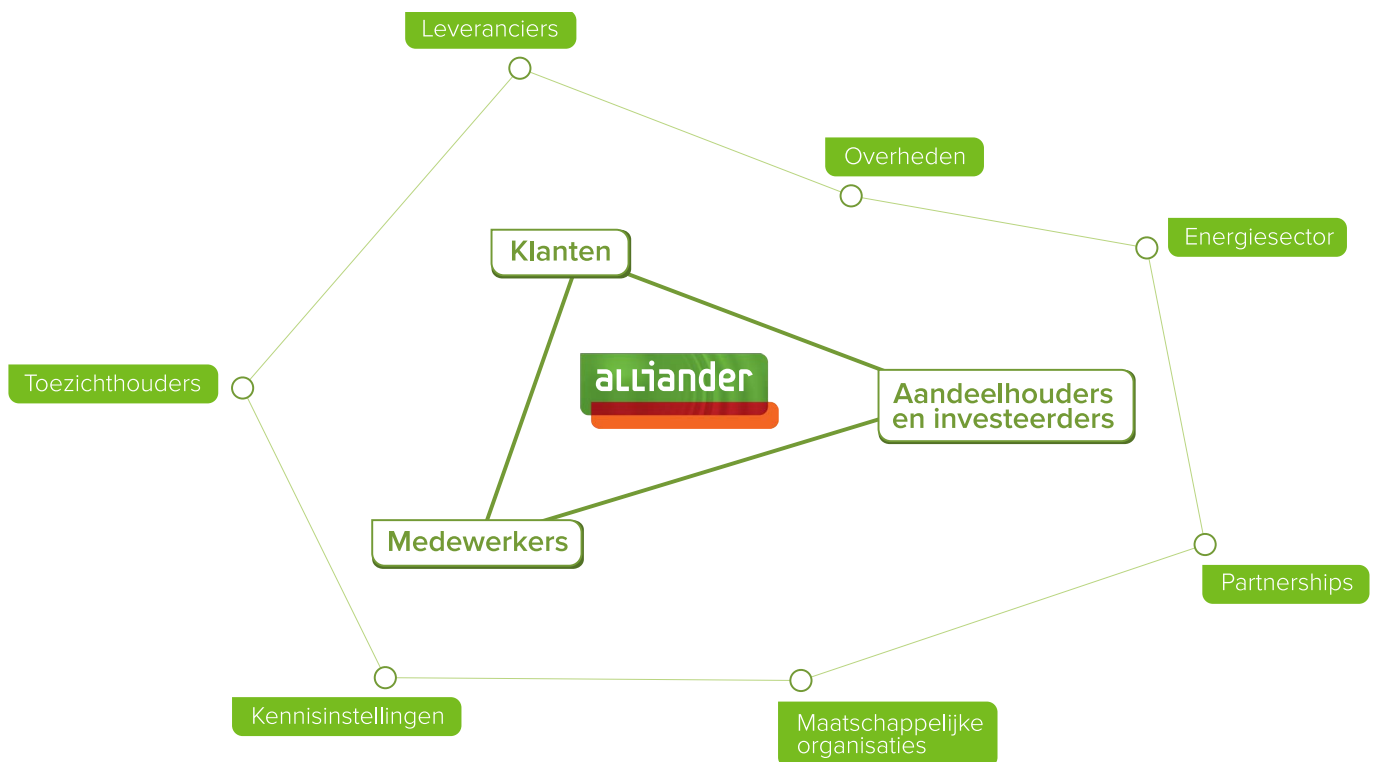 Leveranciers
Overheden
Energiesector
Klanten
alliander
Toezichthouders
Aandeelhouders
en investeerders
Medewerkers
Partnerships
Kennisinstellingen
Maatschappelijke
organisaties